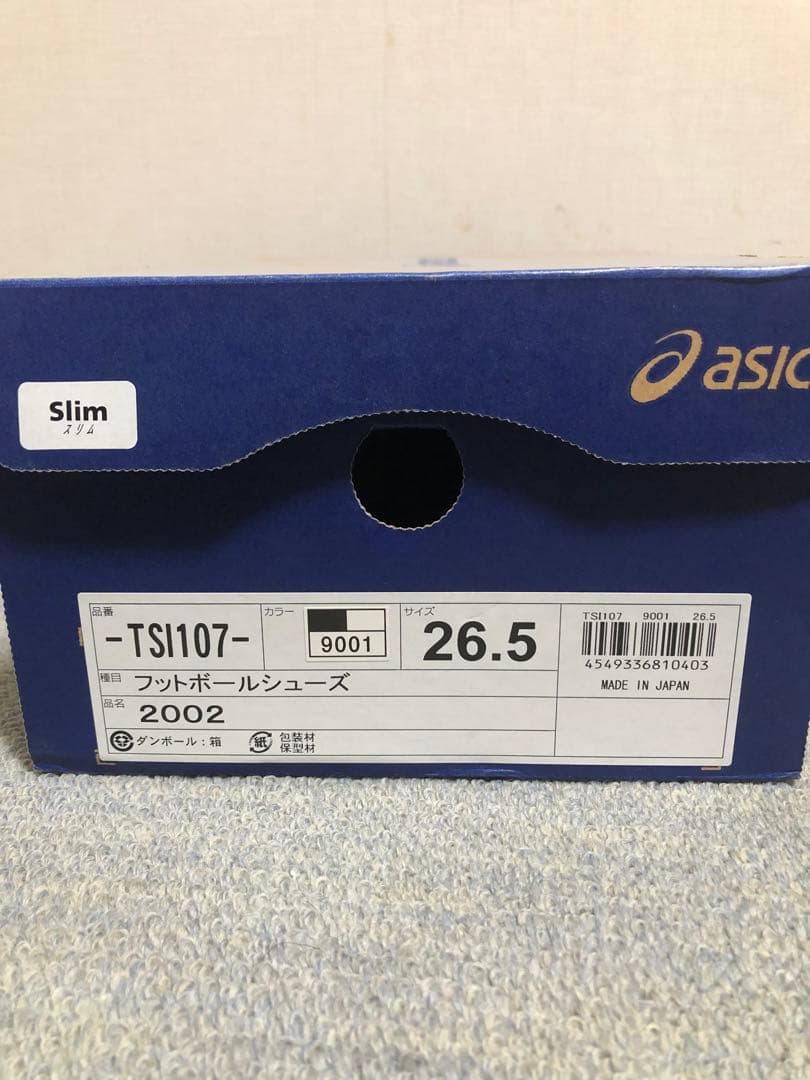 asic
Slim
スリム
品番
-TSI107-
カラー
9001
サイズ
26.5
TSI107 9001 26.5
4549336810403
MADE IN JAPAN
種目 フットボールシューズ
品名 2002
ダンボール:箱
紙 包装材
保型材